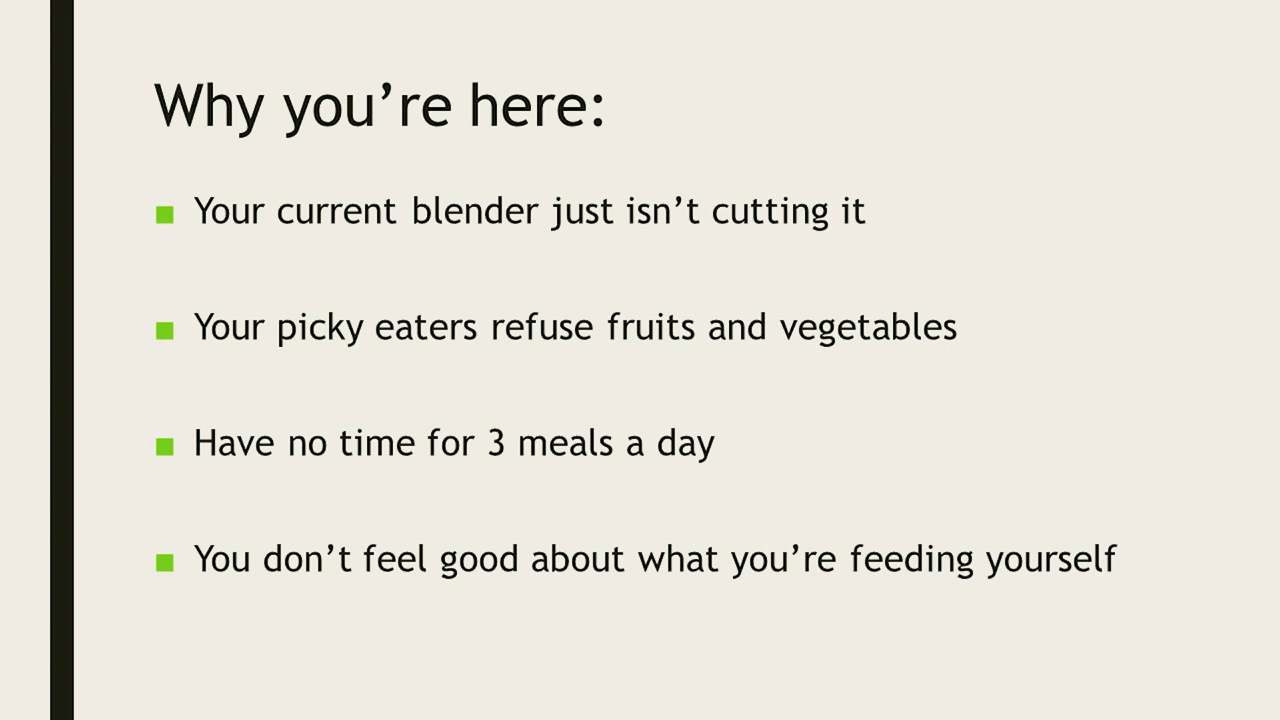 Why you’re here:
Your current blender just isn’t cutting it
Your picky eaters refuse fruits and vegetables
Have no time for 3 meals a day
You don’t feel good about what you’re feeding yourself